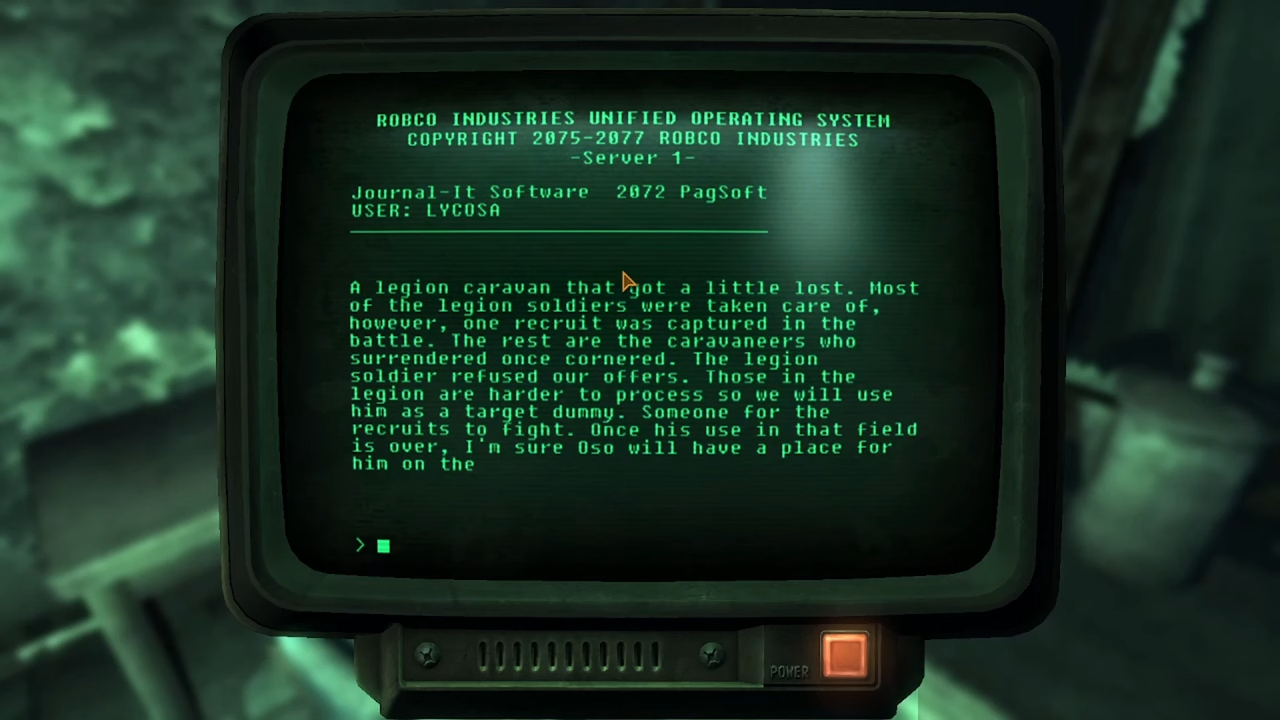 ROBCO INDUSTRIES UNIFIED OPERATING SYSTEM
COPYRIGHT 2075-2077 ROBCO INDUSTRIES
-Server 1-
Journal-It Software  2072 PagSoft
USER: LYCOSA
A legion caravan that got a little lost. Most
of the legion soldiers were taken care of,
however, one recruit was captured in the
battle. The rest are the caravaneers who
surrendered once cornered. The legion
soldier refused our offers. Those in the
legion are harder to process so we will use
him as a target dummy. Someone for the
recruits to fight. Once his use in that field
is over, I'm sure Oso will have a place for
him on the
>
POWER